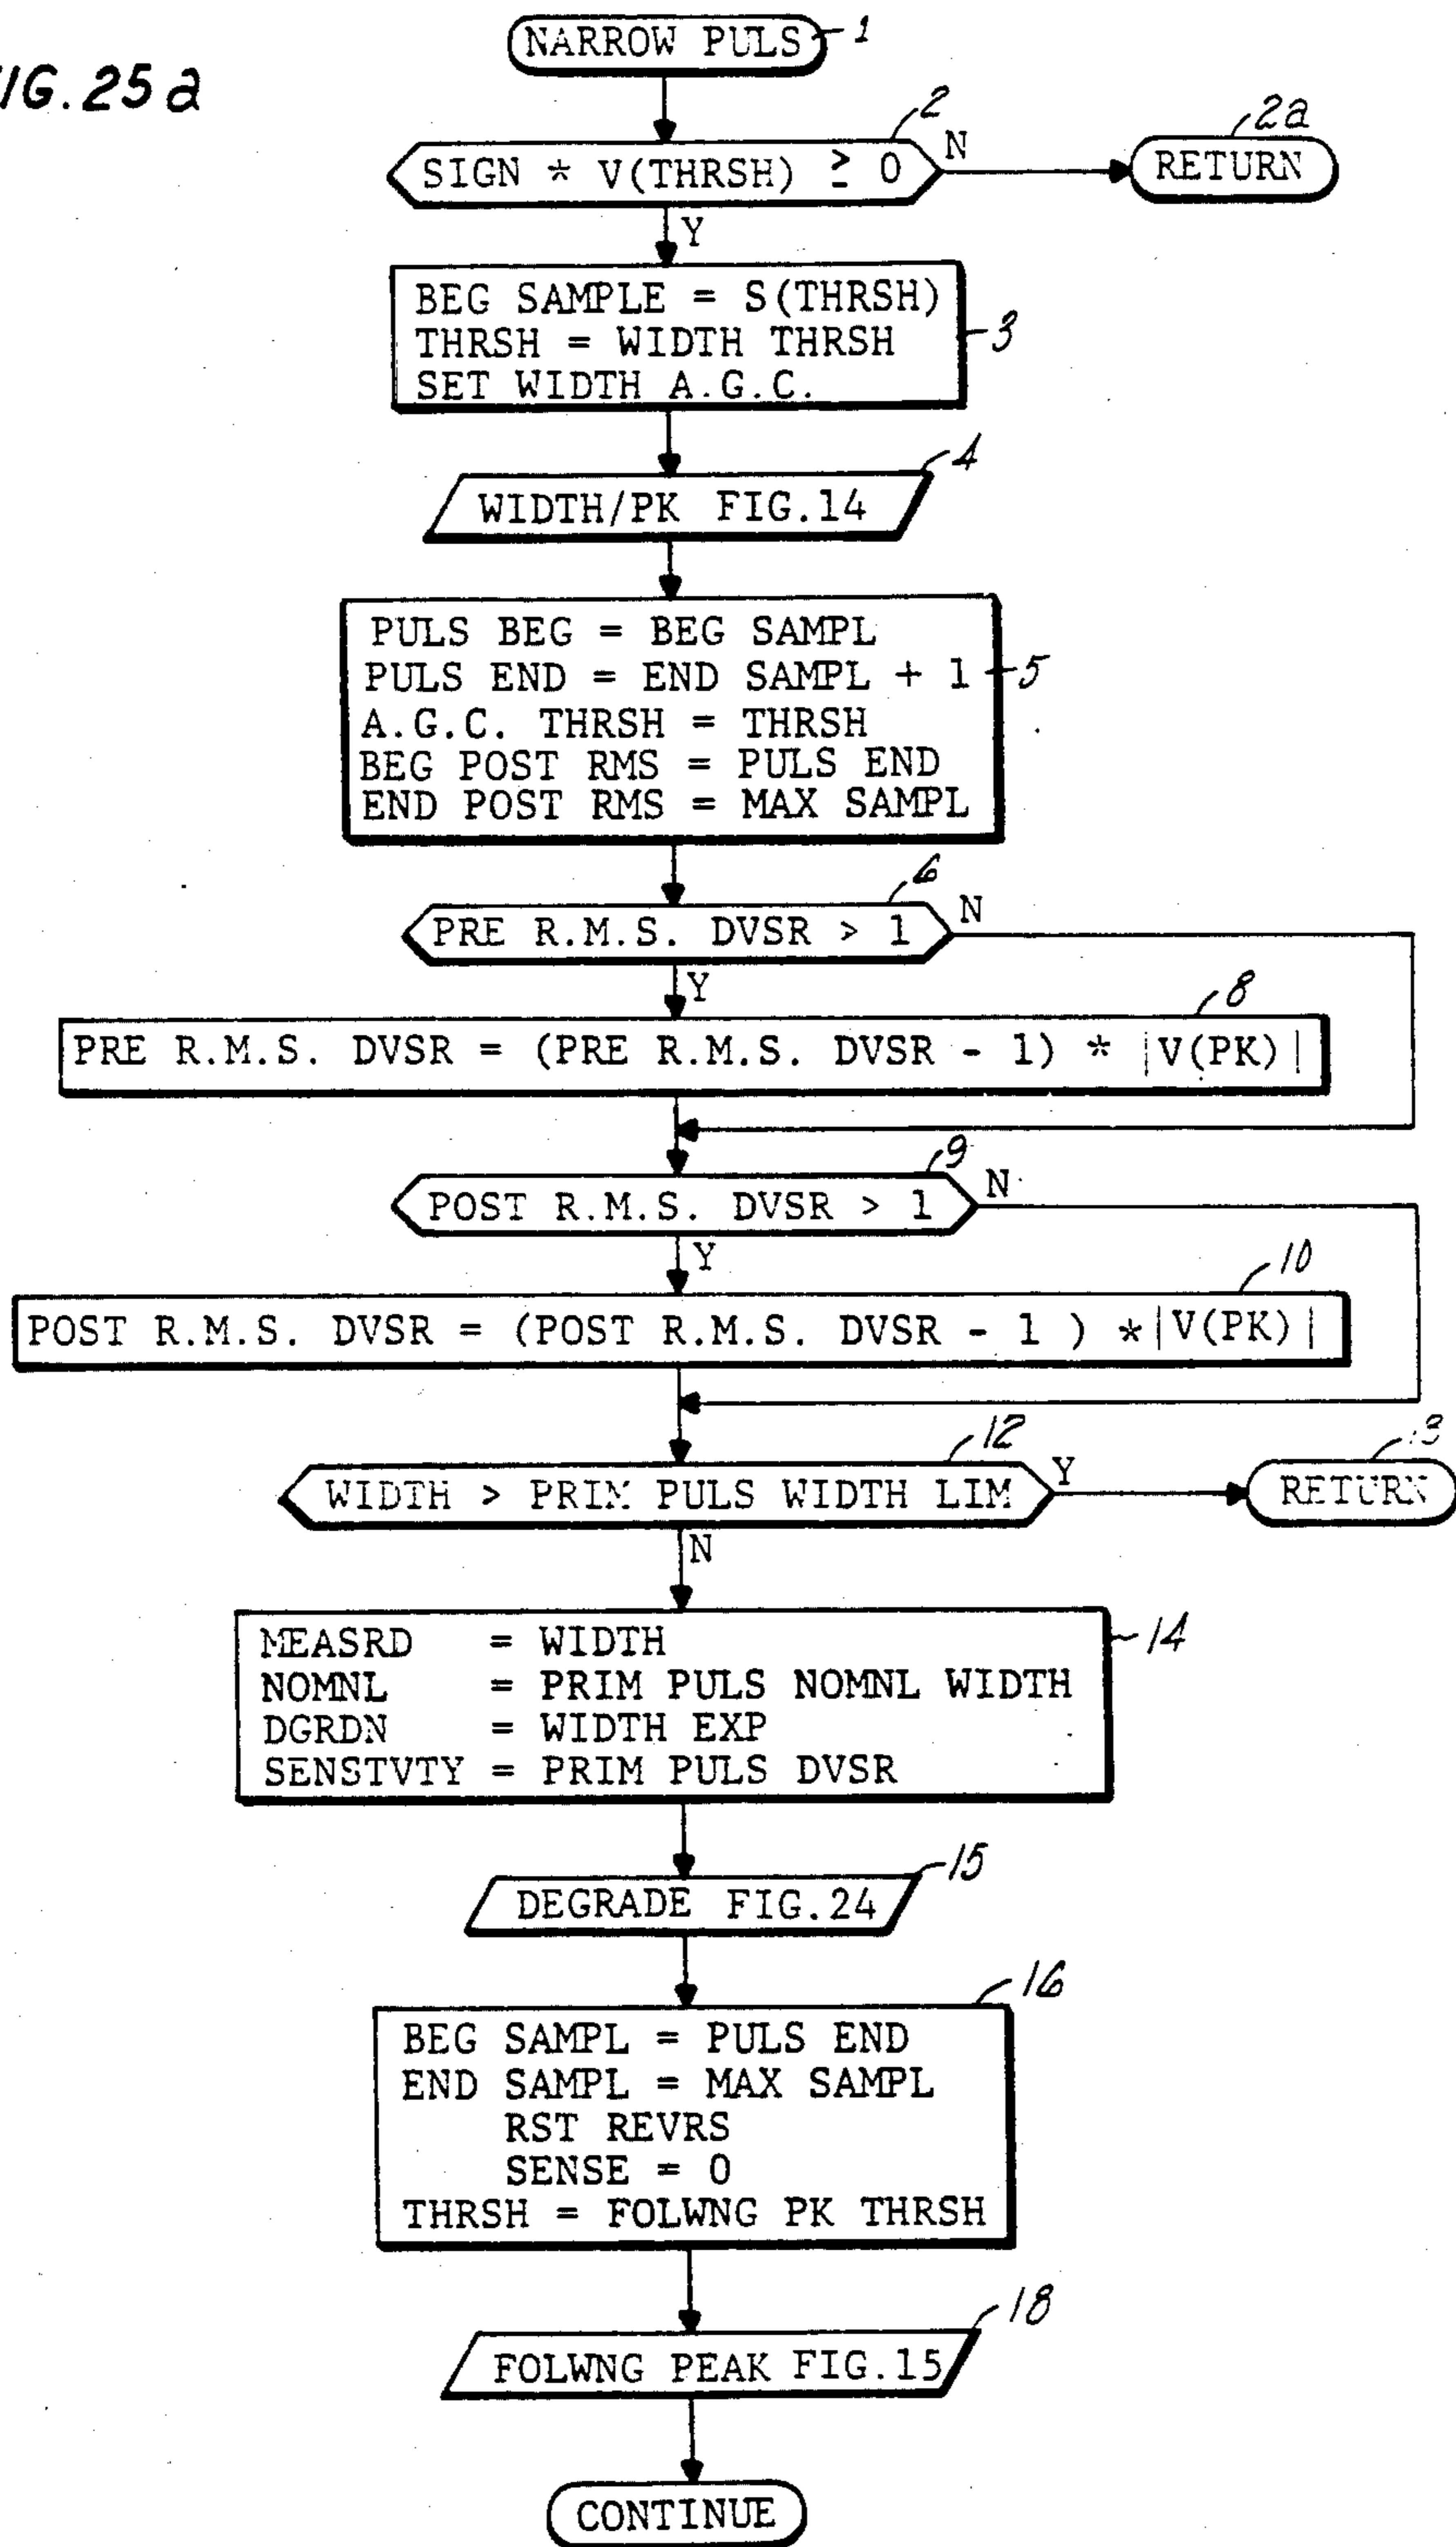 FIG. 25a
NARROW PULS
1
SIGN * V(THRSH) ≥ 0
2
N
RETURN
2a
Y
BEG SAMPLE = S(THRSH)
THRSH = WIDTH THRSH
SET WIDTH A.G.C.
3
WIDTH/PK FIG.14
4
PULS BEG = BEG SAMPL
PULS END = END SAMPL + 1
A.G.C. THRSH = THRSH
BEG POST RMS = PULS END
END POST RMS = MAX SAMPL
5
PRE R.M.S. DVSR > 1
6
N
Y
PRE R.M.S. DVSR = (PRE R.M.S. DVSR - 1) * |V(PK)|
8
POST R.M.S. DVSR > 1
9
N
Y
POST R.M.S. DVSR = (POST R.M.S. DVSR - 1 ) * |V(PK)|
10
WIDTH > PRIM PULS WIDTH LIM
12
Y
RETURN
13
N
MEASRD = WIDTH
NOMNL = PRIM PULS NOMNL WIDTH
DGRDN = WIDTH EXP
SENSTVTY = PRIM PULS DVSR
14
DEGRADE FIG.24
15
BEG SAMPL = PULS END
END SAMPL = MAX SAMPL
RST REVRS
SENSE = 0
THRSH = FOLWNG PK THRSH
16
FOLWNG PEAK FIG.15
18
CONTINUE